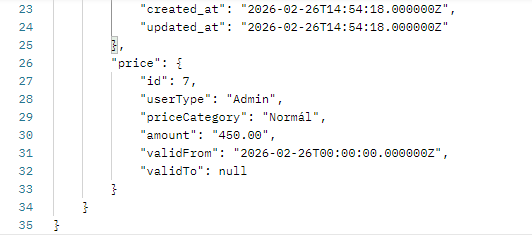 23 "created_at": "2026-02-26T14:54:18.000000Z",
24 "updated_at": "2026-02-26T14:54:18.000000Z"
25 },
26 "price": {
27 "id": 7,
28 "userType": "Admin",
29 "priceCategory": "Normál",
30 "amount": "450.00",
31 "validFrom": "2026-02-26T00:00:00.000000Z",
32 "validTo": null
33 }
34 }
35 }